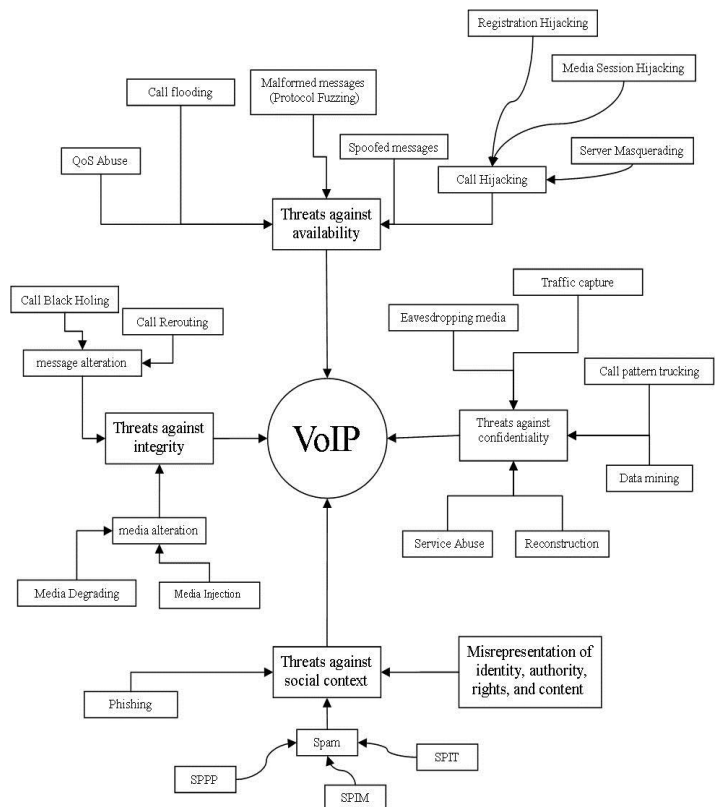 Registration Hijacking
Media Session Hijacking
Malformed messages
(Protocol Fuzzing)
Call flooding
Spoofed messages
Server Masquerading
QoS Abuse
Call Hijacking
Threats against
availability
Traffic capture
Call Black Holing
Call Rerouting
Eavesdropping media
message alteration
Call pattern trucking
Threats against
integrity
VoIP
Threats against
confidentiality
Data mining
media alteration
Service Abuse
Reconstruction
Media Degrading
Media Injection
Threats against
social context
Misrepresentation of
identity, authority,
rights, and content
Phishing
Spam
SPIT
SPPP
SPIM